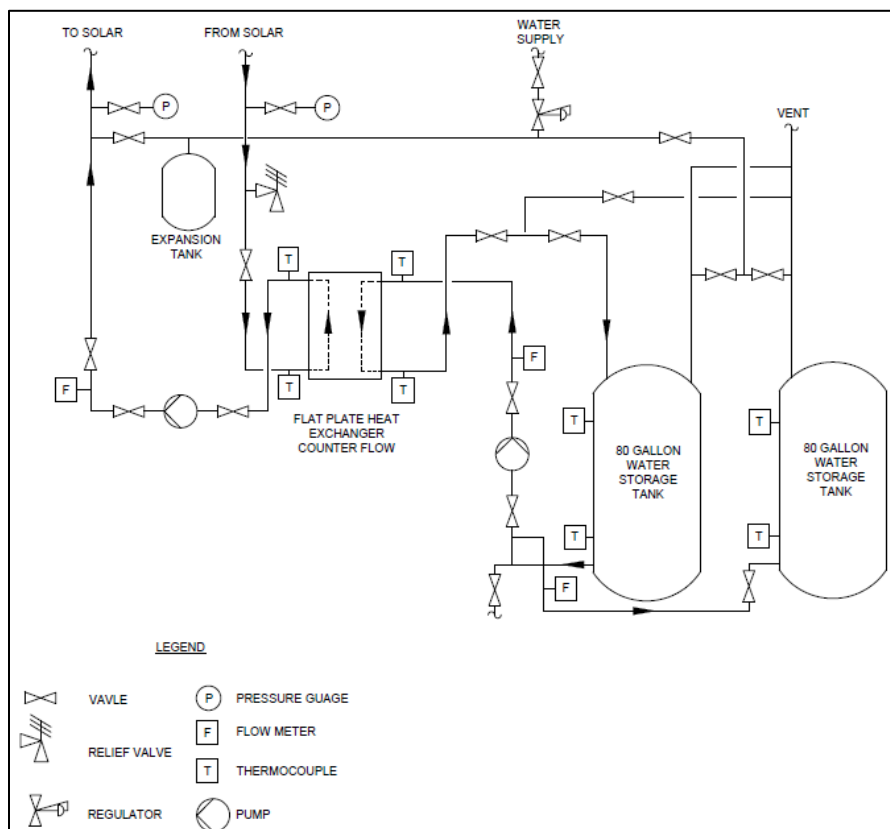 TO SOLAR
FROM SOLAR
WATER
SUPPLY
P
P
VENT
EXPANSION
TANK
T
T
F
F
T
T
FLAT PLATE HEAT
EXCHANGER
COUNTER FLOW
T
80 GALLON
WATER
STORAGE
TANK
T
80 GALLON
WATER
STORAGE
TANK
T
T
F
LEGEND
VAVLE
P
PRESSURE GUAGE
F
FLOW METER
RELIEF VALVE
T
THERMOCOUPLE
REGULATOR
PUMP